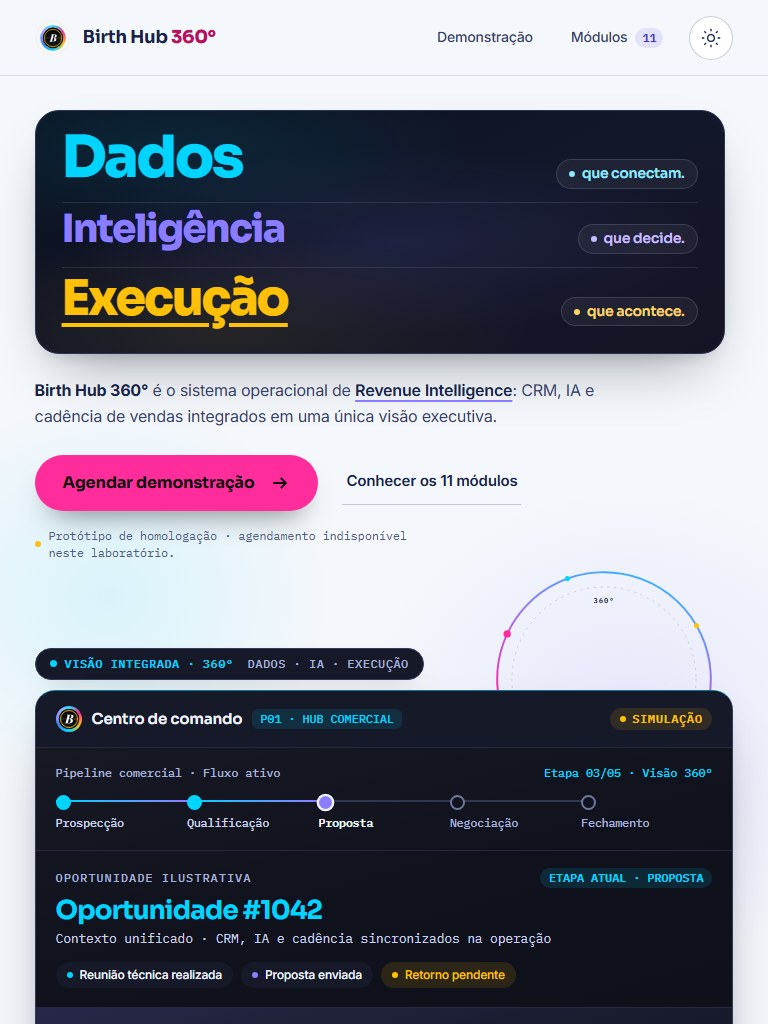 B Birth Hub 360°
Demonstração
Módulos 11
Dados
que conectam.
Inteligência
que decide.
Execução
que acontece.
Birth Hub 360° é o sistema operacional de Revenue Intelligence: CRM, IA e
cadência de vendas integrados em uma única visão executiva.
Agendar demonstração →
Conhecer os 11 módulos
Protótipo de homologação · agendamento indisponível
neste laboratório.
360°
VISÃO INTEGRADA · 360° DADOS · IA · EXECUÇÃO
B Centro de comando P01 · HUB COMERCIAL
SIMULAÇÃO
Pipeline comercial · Fluxo ativo
Etapa 03/05 · Visão 360°
Prospecção Qualificação Proposta Negociação Fechamento
OPORTUNIDADE ILUSTRATIVA
ETAPA ATUAL · PROPOSTA
Oportunidade #1042
Contexto unificado · CRM, IA e cadência sincronizados na operação
Reunião técnica realizada
Proposta enviada
Retorno pendente